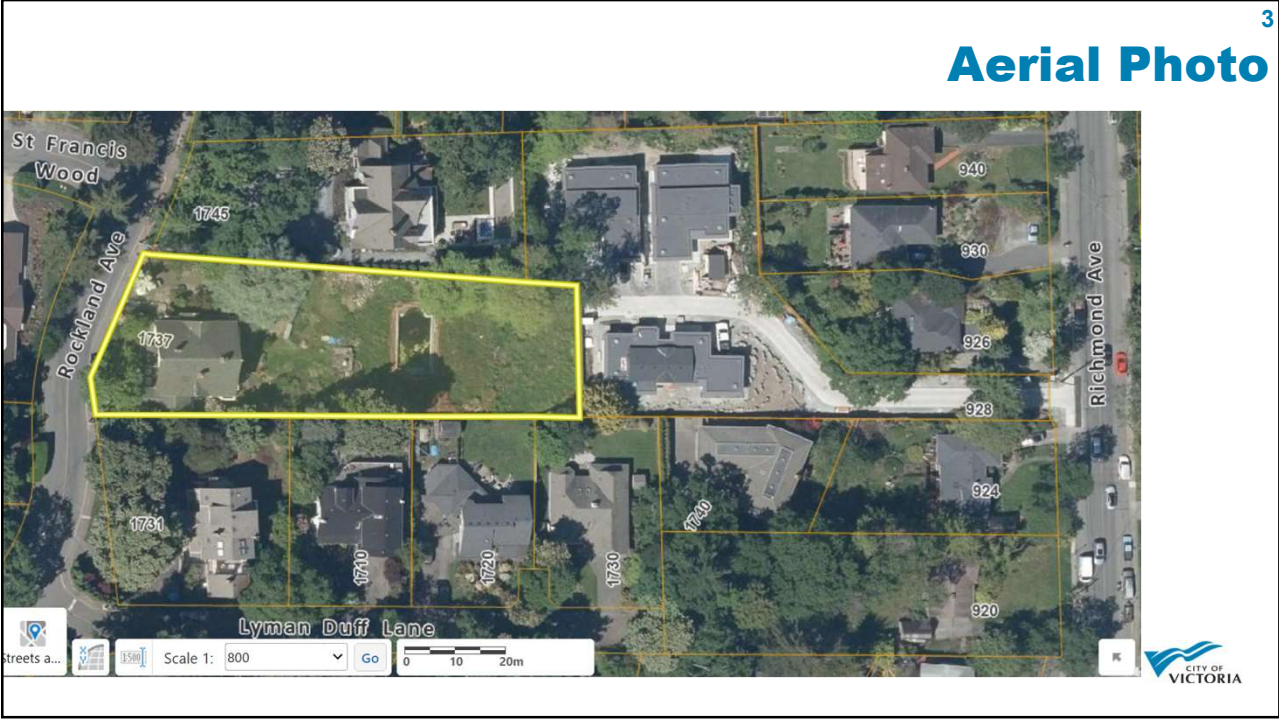 3
Aerial Photo
St Francis
Wood
1745
940
930
Rockland Ave
1737
Richmond Ave
926
928
1731
1710
1720
1730
1740
924
920
Lyman Duff Lane
Streets a...
1:500
Scale 1:
800
Go
0 10 20m
CITY OF
VICTORIA